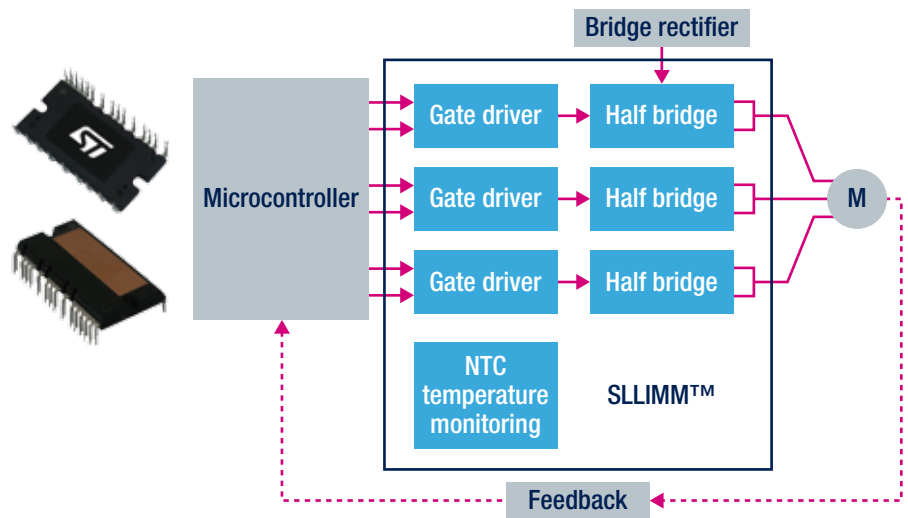 Bridge rectifier
Gate driver
Half bridge
Microcontroller
Gate driver
Half bridge
M
Gate driver
Half bridge
NTC
temperature
monitoring
SLLIMM™
Feedback
ST